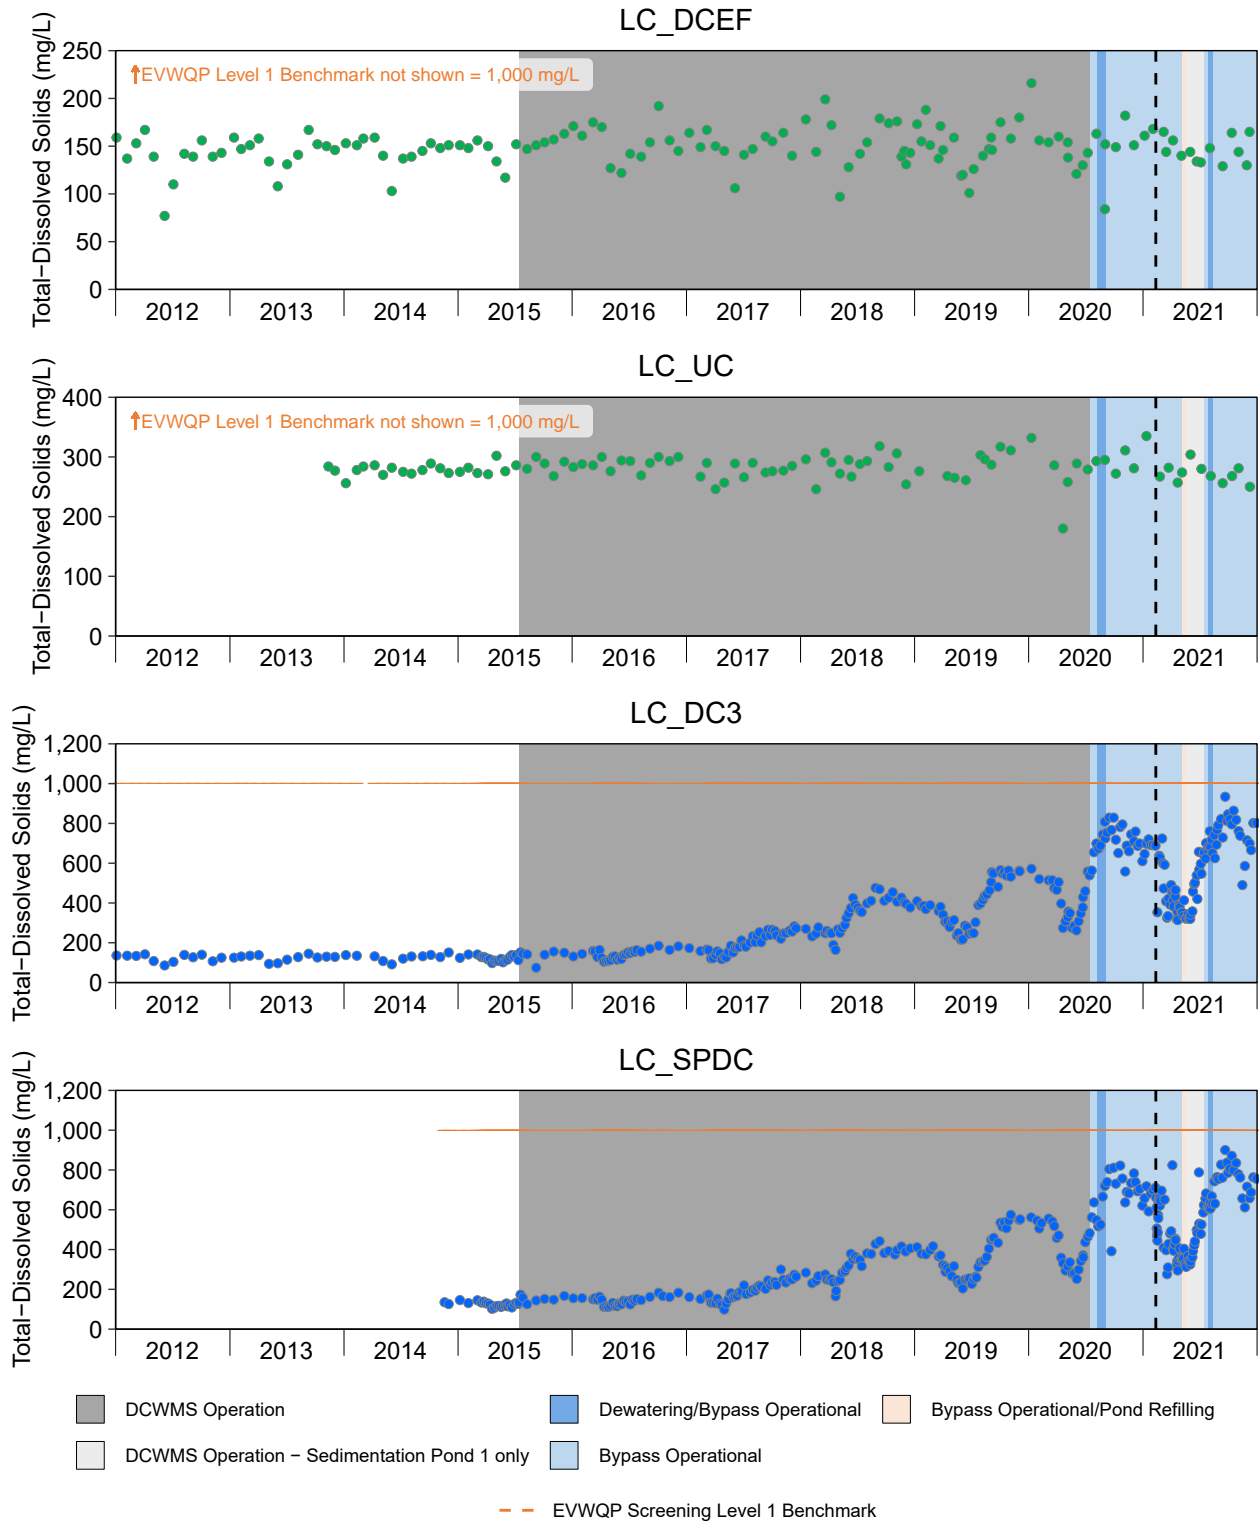 LC_DCEF
Total−Dissolved Solids (mg/L)
250
200
150
100
50
0
EVWQP Level 1 Benchmark not shown = 1,000 mg/L
2012 2013 2014 2015 2016 2017 2018 2019 2020 2021
LC_UC
Total−Dissolved Solids (mg/L)
400
300
200
100
0
EVWQP Level 1 Benchmark not shown = 1,000 mg/L
2012 2013 2014 2015 2016 2017 2018 2019 2020 2021
LC_DC3
Total−Dissolved Solids (mg/L)
1,200
1,000
800
600
400
200
0
2012 2013 2014 2015 2016 2017 2018 2019 2020 2021
LC_SPDC
Total−Dissolved Solids (mg/L)
1,200
1,000
800
600
400
200
0
2012 2013 2014 2015 2016 2017 2018 2019 2020 2021
DCWMS Operation
Dewatering/Bypass Operational
Bypass Operational/Pond Refilling
DCWMS Operation − Sedimentation Pond 1 only
Bypass Operational
EVWQP Screening Level 1 Benchmark